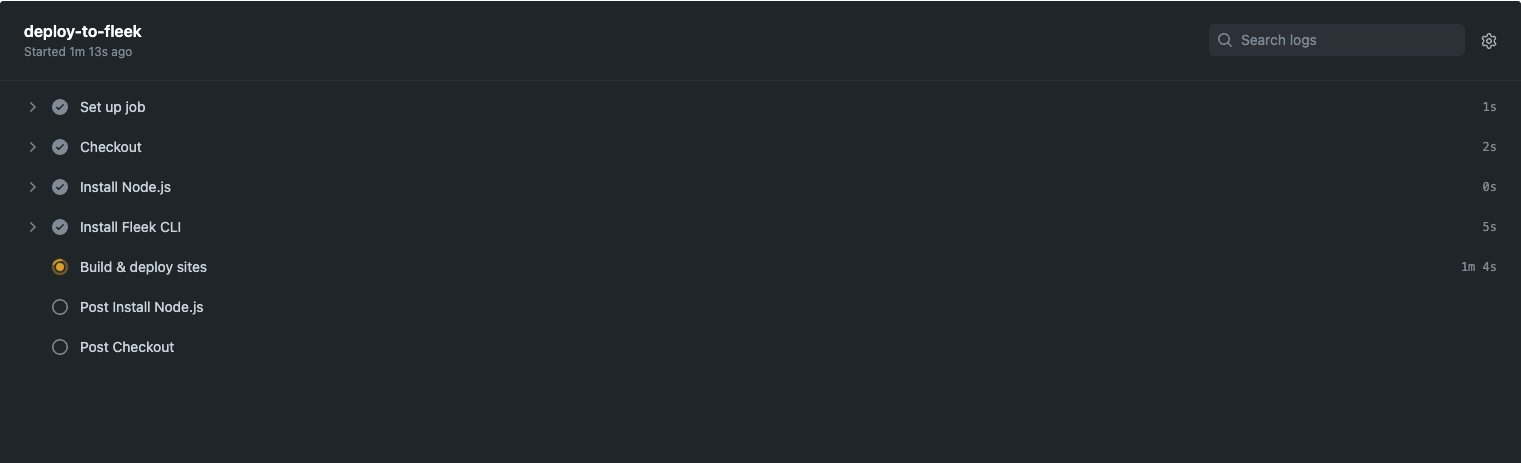 deploy-to-fleek
Started 1m 13s ago
Search logs
Set up job 1s
Checkout 2s
Install Node.js 0s
Install Fleek CLI 5s
Build & deploy sites 1m 4s
Post Install Node.js
Post Checkout